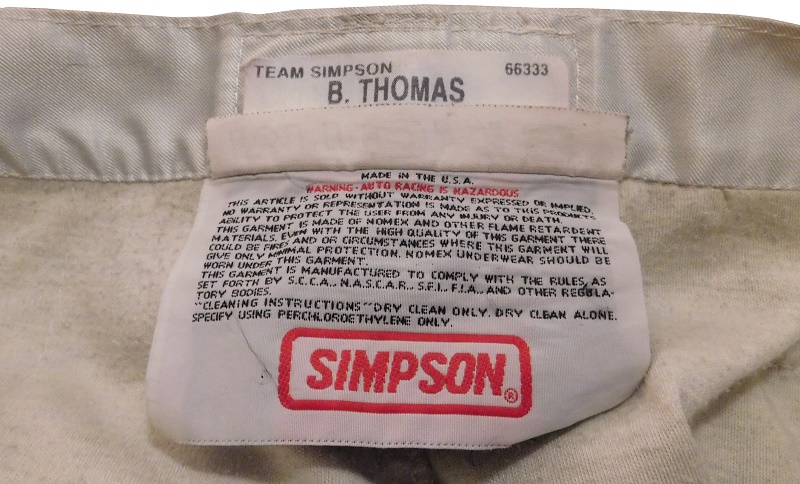 TEAM SIMPSON 66333
B. THOMAS
MADE IN THE U.S.A.
WARNING-AUTO RACING IS HAZARDOUS
THIS ARTICLE IS SOLD WITHOUT WARRANTY EXPRESSED OR IMPLIED.
NO WARRANTY OR REPRESENTATION IS MADE AS TO THIS PRODUCTS
ABILITY TO PROTECT THE USER FROM ANY INJURY OR DEATH.
THIS GARMENT IS MADE OF NOMEX AND OTHER FLAME RETARDENT
MATERIALS. EVEN WITH THE HIGH QUALITY OF THIS GARMENT THERE
COULD BE FIRES AND OR CIRCUMSTANCES WHERE THIS GARMENT WILL
GIVE ONLY MINIMAL PROTECTION. NOMEX UNDERWEAR SHOULD BE
WORN UNDER THIS GARMENT.
THIS GARMENT IS MANUFACTURED TO COMPLY WITH THE RULES, AS
SET FORTH BY S.C.C.A., N.A.S.C.A.R., S.F.I., F.I.A., AND OTHER REGULA-
TORY BODIES.
"CLEANING INSTRUCTIONS" DRY CLEAN ONLY. DRY CLEAN ALONE.
SPECIFY USING PERCHLOROETHYLENE ONLY.
SIMPSON®